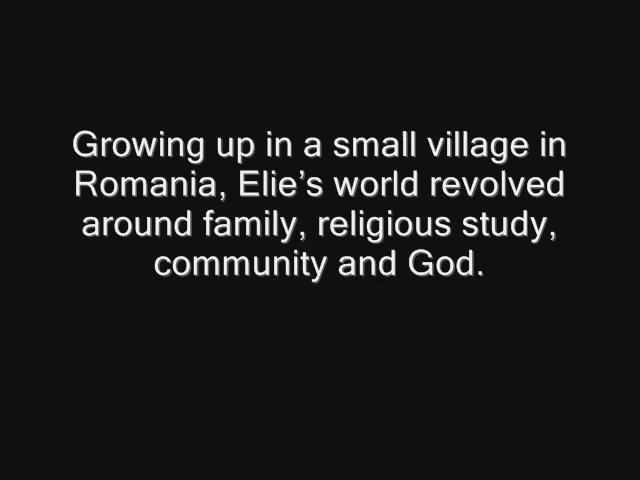 Growing up in a small village in
Romania, Elie’s world revolved
around family, religious study,
community and God.